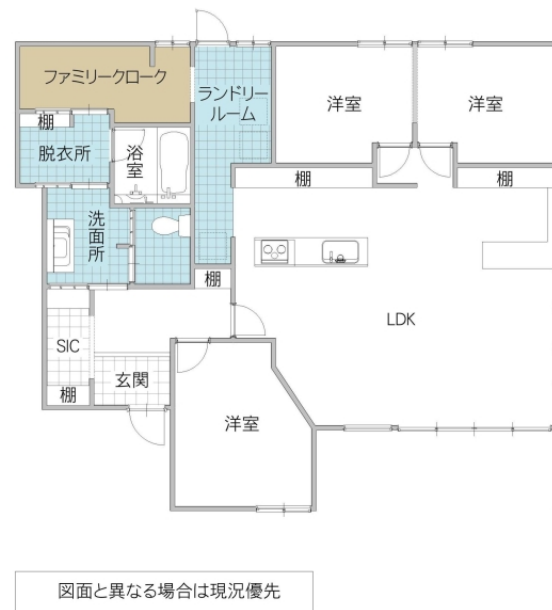 ファミリークローク
ランドリー
ルーム
洋室
洋室
棚
脱衣所
浴室
棚
棚
洗面所
棚
LDK
SIC
玄関
棚
洋室
図面と異なる場合は現況優先